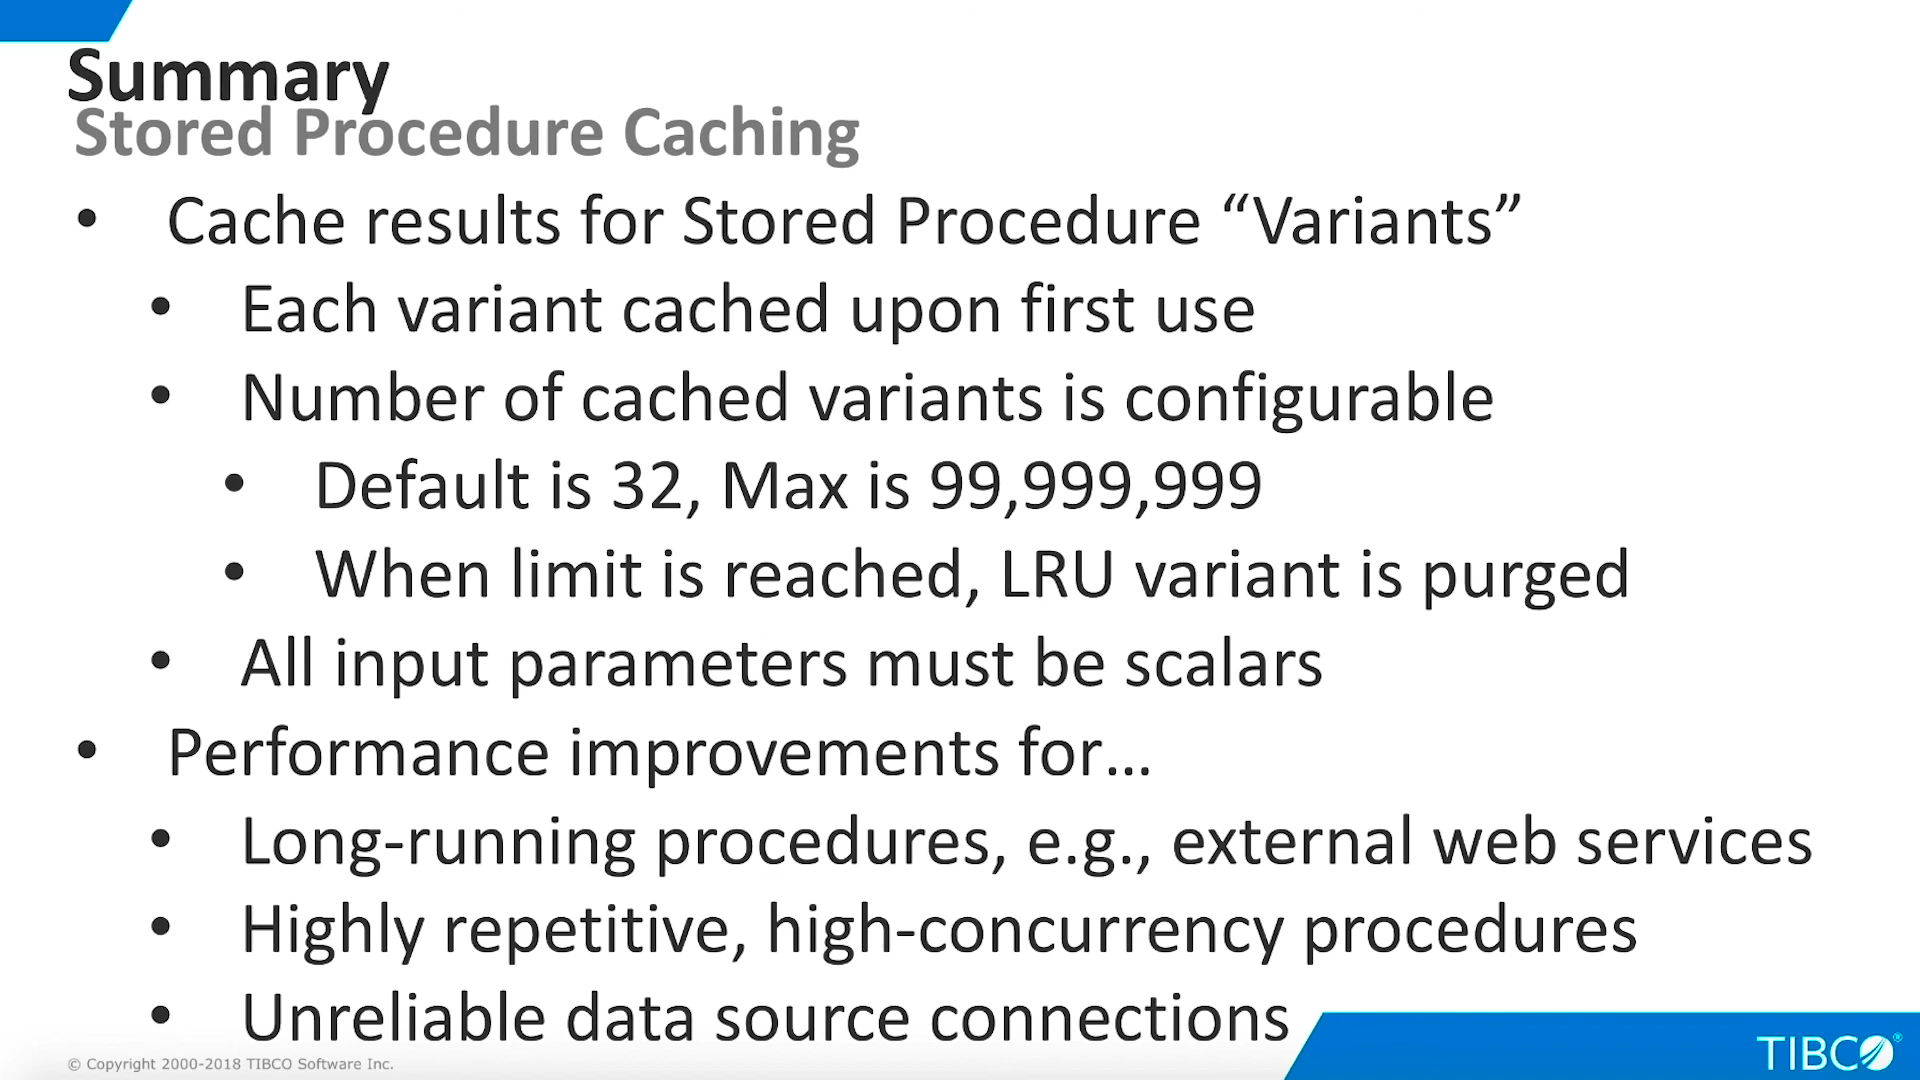 Summary
Stored Procedure Caching
• Cache results for Stored Procedure “Variants”
• Each variant cached upon first use
• Number of cached variants is configurable
• Default is 32, Max is 99,999,999
• When limit is reached, LRU variant is purged
• All input parameters must be scalars
• Performance improvements for...
• Long-running procedures, e.g., external web services
• Highly repetitive, high-concurrency procedures
• Unreliable data source connections
© Copyright 2000-2018 TIBCO Software Inc.
TIBCO®